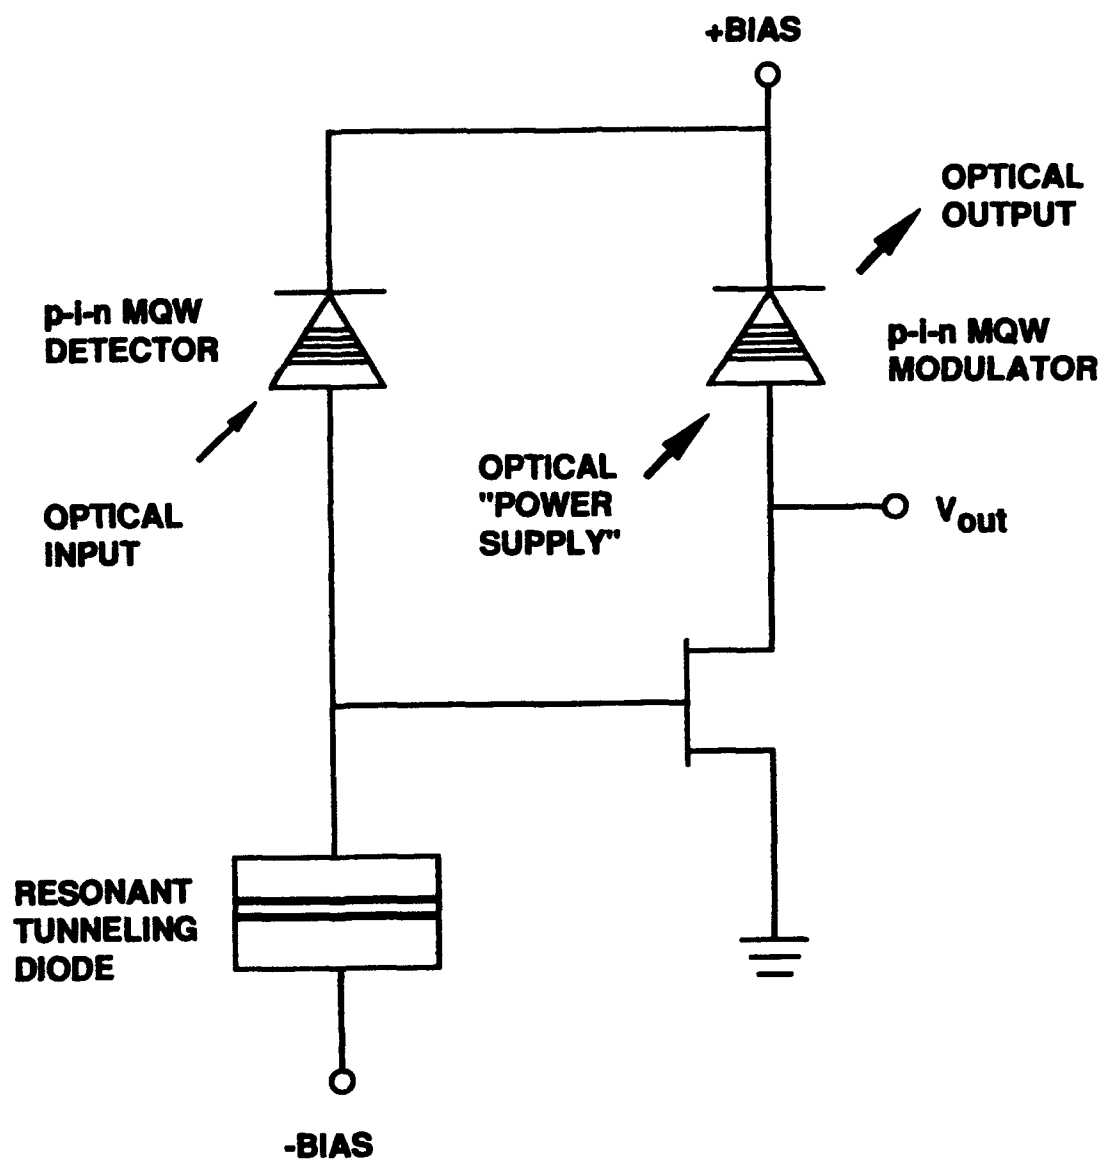 +BIAS
OPTICAL
OUTPUT
p-i-n MQW
DETECTOR
p-i-n MQW
MODULATOR
OPTICAL
"POWER
SUPPLY"
OPTICAL
INPUT
Vout
RESONANT
TUNNELING
DIODE
-BIAS